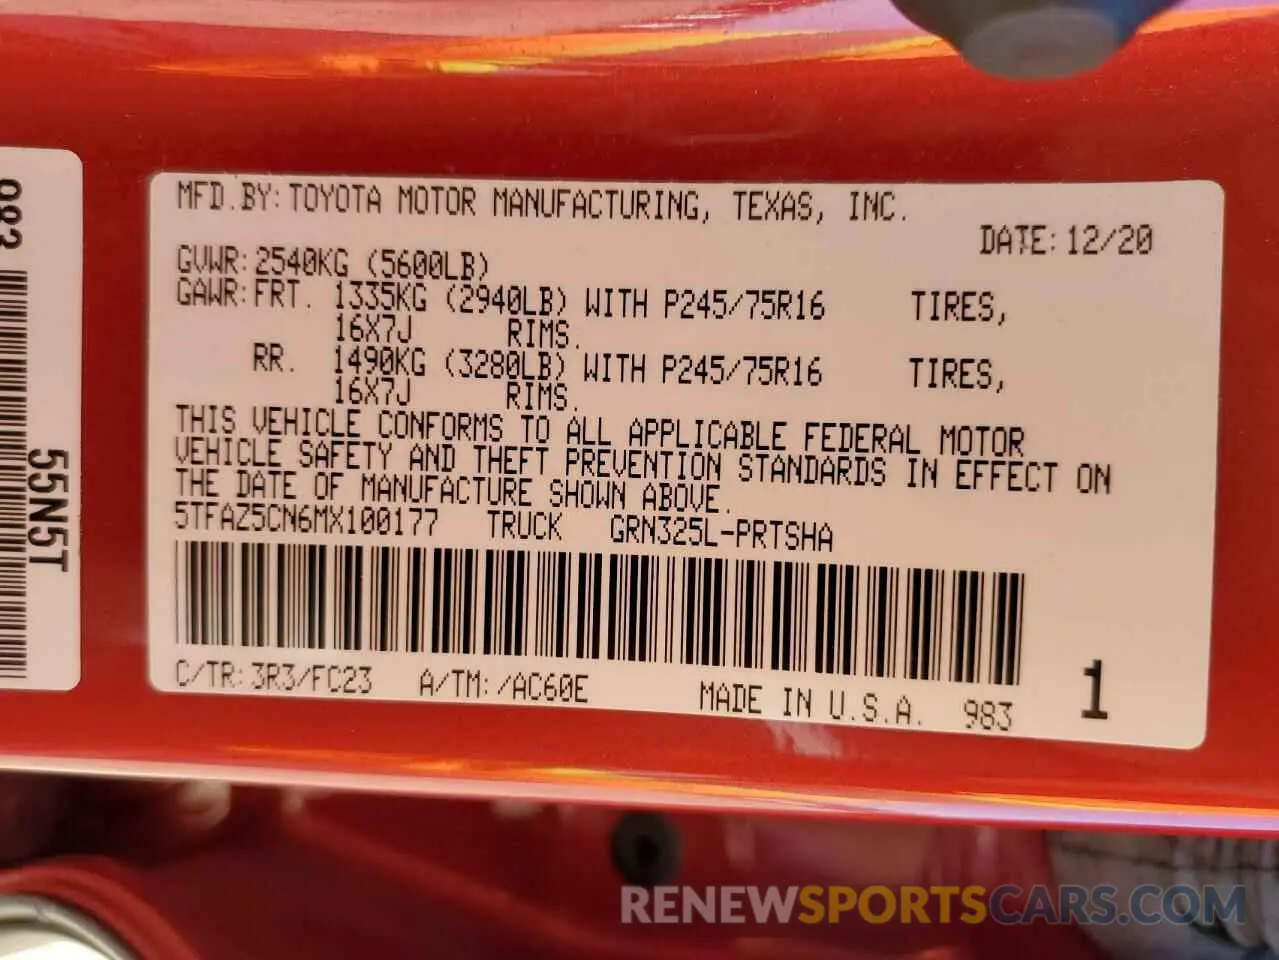 MFD.BY:TOYOTA MOTOR MANUFACTURING, TEXAS, INC.
DATE:12/20
GVWR:2540KG (5600LB)
GAWR:FRT. 1335KG (2940LB) WITH P245/75R16 TIRES,
16X7J RIMS.
RR. 1490KG (3280LB) WITH P245/75R16 TIRES,
16X7J RIMS.
THIS VEHICLE CONFORMS TO ALL APPLICABLE FEDERAL MOTOR
VEHICLE SAFETY AND THEFT PREVENTION STANDARDS IN EFFECT ON
THE DATE OF MANUFACTURE SHOWN ABOVE.
5TFAZ5CN6MX100177 TRUCK GRN325L-PRTSHA
C/TR:3R3/FC23 A/TM:/AC60E MADE IN U.S.A. 983
1
983
55N5T
RENEWSPORTSCARS.COM